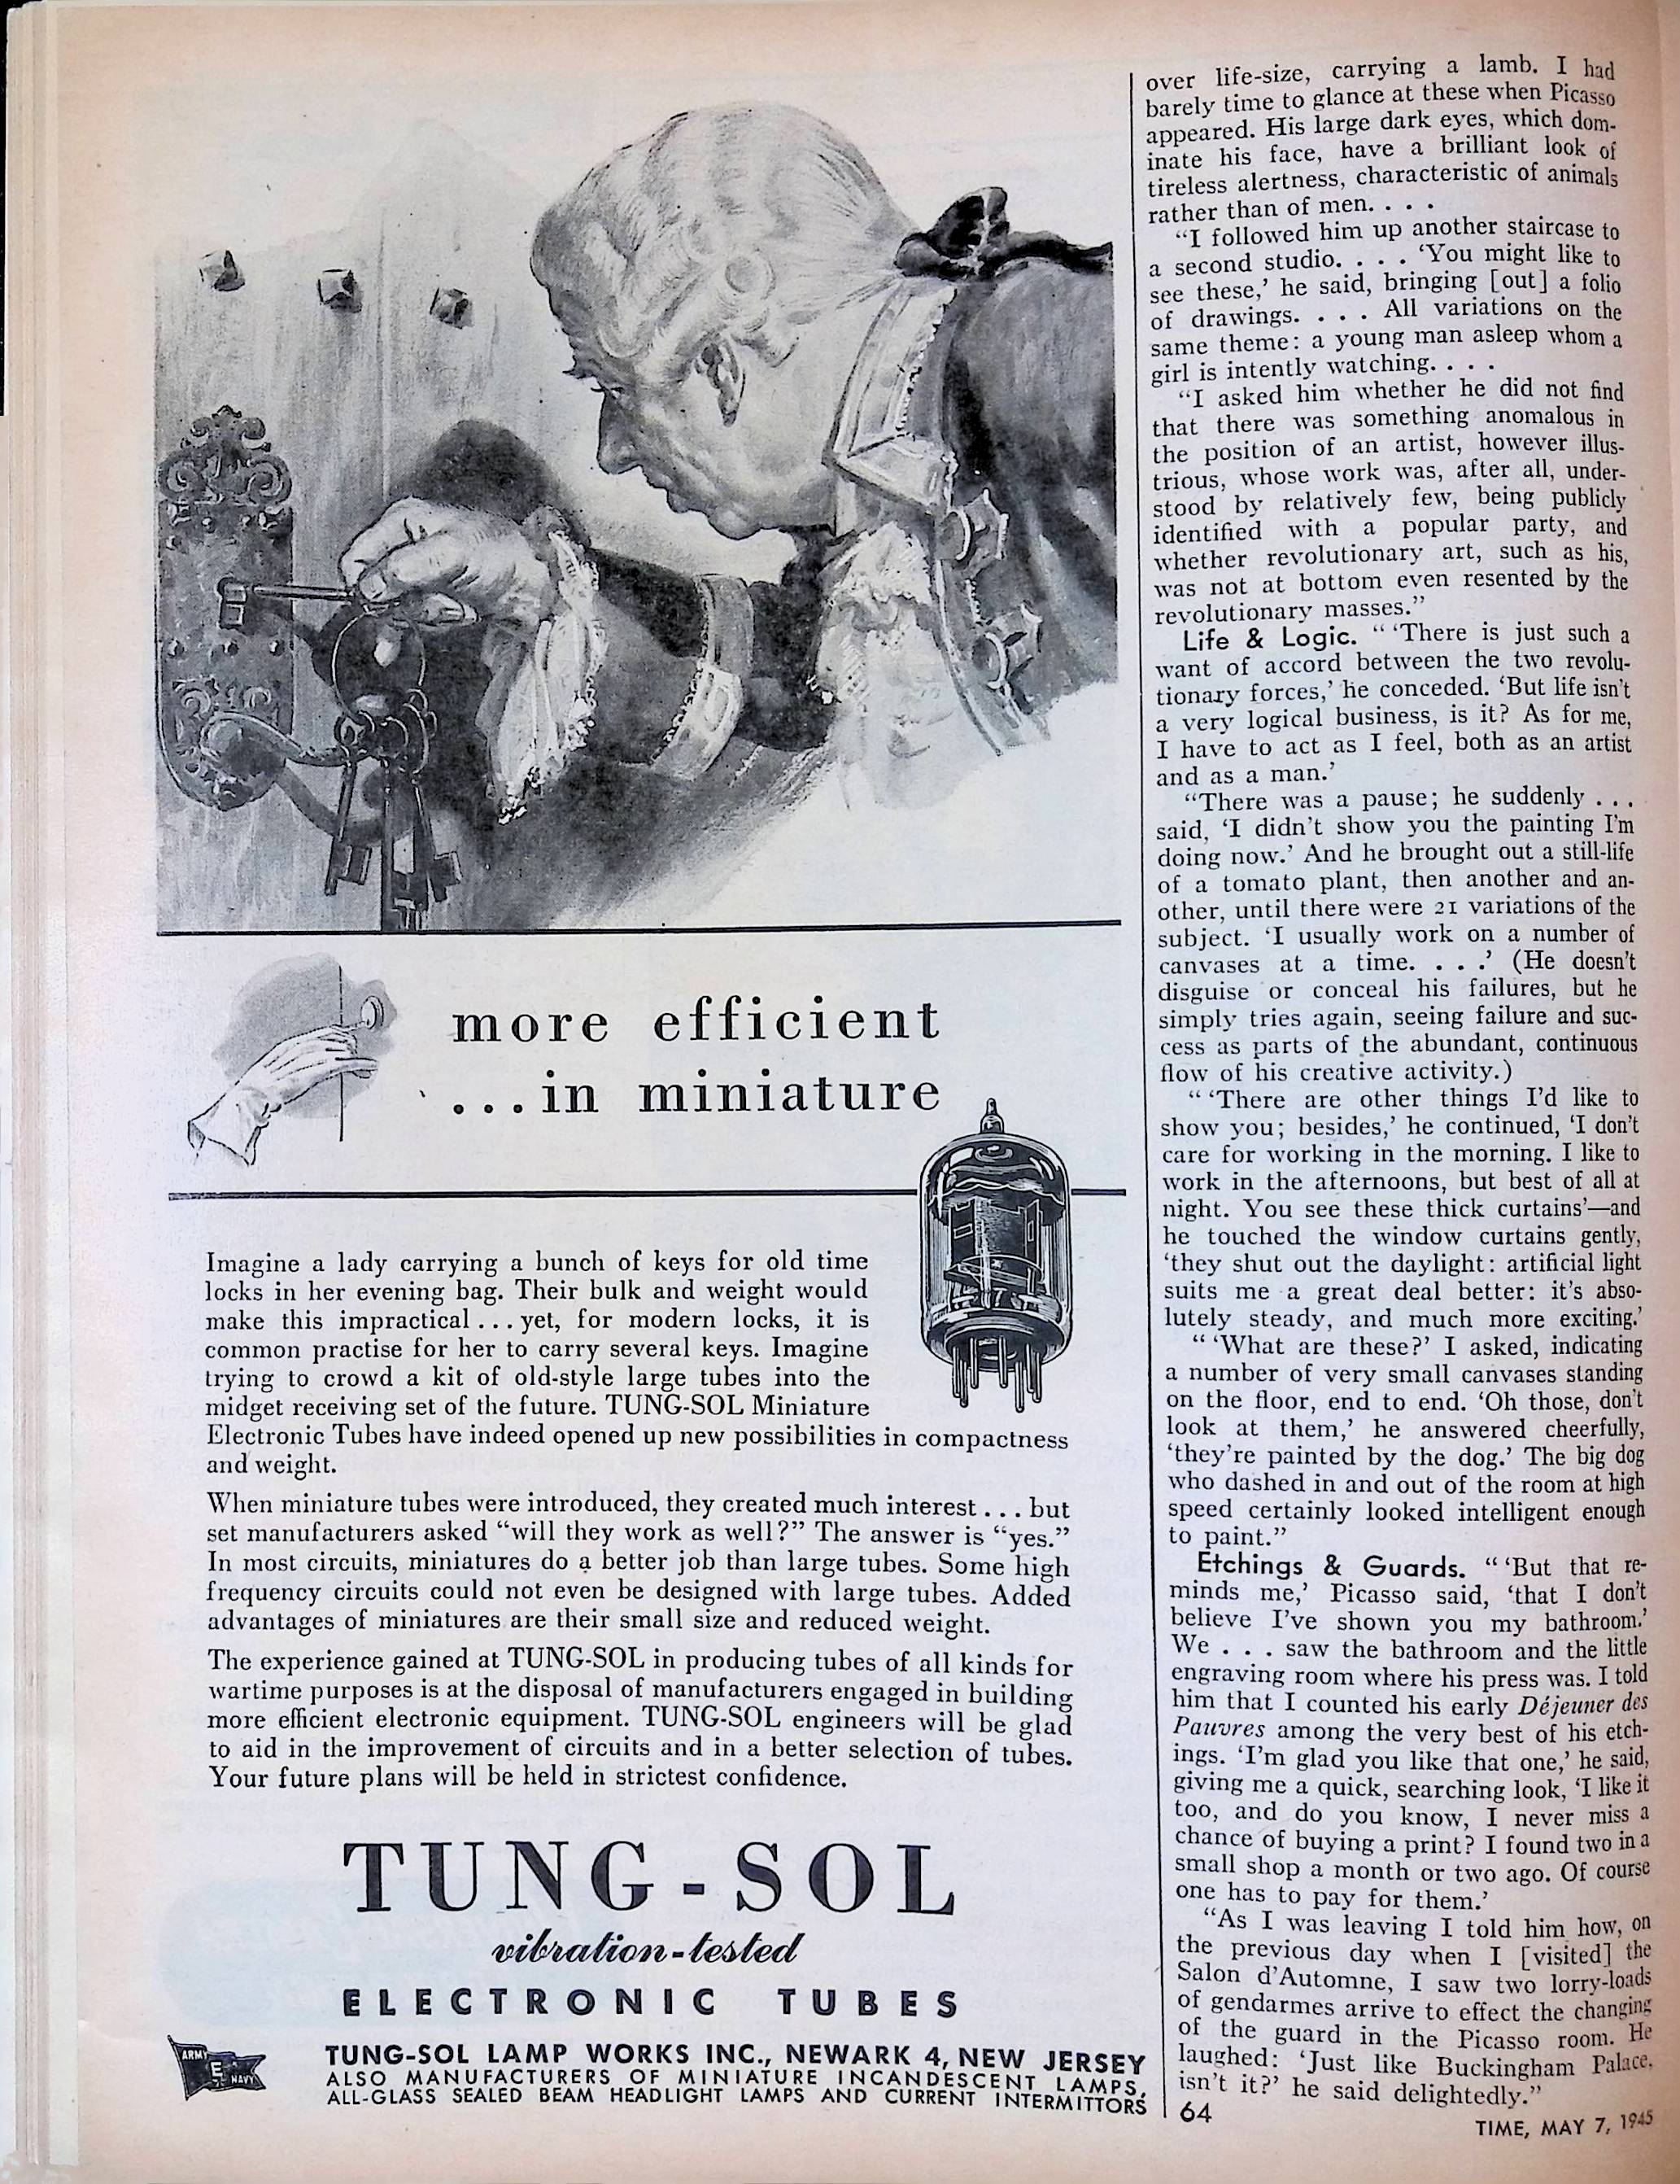 more efficient
...in miniature
Imagine a lady carrying a bunch of keys for old time
locks in her evening bag. Their bulk and weight would
make this impractical...yet, for modern locks, it is
common practise for her to carry several keys. Imagine
trying to crowd a kit of old-style large tubes into the
midget receiving set of the future. TUNG-SOL Miniature
Electronic Tubes have indeed opened up new possibilities in compactness
and weight.
When miniature tubes were introduced, they created much interest...but
set manufacturers asked “will they work as well?” The answer is “yes.”
In most circuits, miniatures do a better job than large tubes. Some high
frequency circuits could not even be designed with large tubes. Added
advantages of miniatures are their small size and reduced weight.
The experience gained at TUNG-SOL in producing tubes of all kinds for
wartime purposes is at the disposal of manufacturers engaged in building
more efficient electronic equipment. TUNG-SOL engineers will be glad
to aid in the improvement of circuits and in a better selection of tubes.
Your future plans will be held in strictest confidence.
TUNG-SOL
vibration-tested
ELECTRONIC TUBES
ARMY E NAVY
TUNG-SOL LAMP WORKS INC., NEWARK 4, NEW JERSEY
ALSO MANUFACTURERS OF MINIATURE INCANDESCENT LAMPS,
ALL-GLASS SEALED BEAM HEADLIGHT LAMPS AND CURRENT INTERMITTORS
over life-size, carrying a lamb. I had
barely time to glance at these when Picasso
appeared. His large dark eyes, which dom-
inate his face, have a brilliant look of
tireless alertness, characteristic of animals
rather than of men. . . .
“I followed him up another staircase to
a second studio. . . . ‘You might like to
see these,’ he said, bringing [out] a folio
of drawings. . . . All variations on the
same theme: a young man asleep whom a
girl is intently watching. . . .
“I asked him whether he did not find
that there was something anomalous in
the position of an artist, however illus-
trious, whose work was, after all, under-
stood by relatively few, being publicly
identified with a popular party, and
whether revolutionary art, such as his,
was not at bottom even resented by the
revolutionary masses.”
Life & Logic. “ ‘There is just such a
want of accord between the two revolu-
tionary forces,’ he conceded. ‘But life isn’t
a very logical business, is it? As for me,
I have to act as I feel, both as an artist
and as a man.’
“There was a pause; he suddenly . . .
said, ‘I didn’t show you the painting I’m
doing now.’ And he brought out a still-life
of a tomato plant, then another and an-
other, until there were 21 variations of the
subject. ‘I usually work on a number of
canvases at a time. . . .’ (He doesn’t
disguise or conceal his failures, but he
simply tries again, seeing failure and suc-
cess as parts of the abundant, continuous
flow of his creative activity.)
“ ‘There are other things I’d like to
show you; besides,’ he continued, ‘I don’t
care for working in the morning. I like to
work in the afternoons, but best of all at
night. You see these thick curtains’—and
he touched the window curtains gently,
‘they shut out the daylight: artificial light
suits me a great deal better: it’s abso-
lutely steady, and much more exciting.’
“ ‘What are these?’ I asked, indicating
a number of very small canvases standing
on the floor, end to end. ‘Oh those, don’t
look at them,’ he answered cheerfully,
‘they’re painted by the dog.’ The big dog
who dashed in and out of the room at high
speed certainly looked intelligent enough
to paint.”
Etchings & Guards. “ ‘But that re-
minds me,’ Picasso said, ‘that I don’t
believe I’ve shown you my bathroom.’
We . . . saw the bathroom and the little
engraving room where his press was. I told
him that I counted his early Déjeuner des
Pauvres among the very best of his etch-
ings. ‘I’m glad you like that one,’ he said,
giving me a quick, searching look, ‘I like it
too, and do you know, I never miss a
chance of buying a print? I found two in a
small shop a month or two ago. Of course
one has to pay for them.’
“As I was leaving I told him how, on
the previous day when I [visited] the
Salon d’Automne, I saw two lorry-loads
of gendarmes arrive to effect the changing
of the guard in the Picasso room. He
laughed: ‘Just like Buckingham Palace,
isn’t it?’ he said delightedly.”
64
TIME, MAY 7, 1945